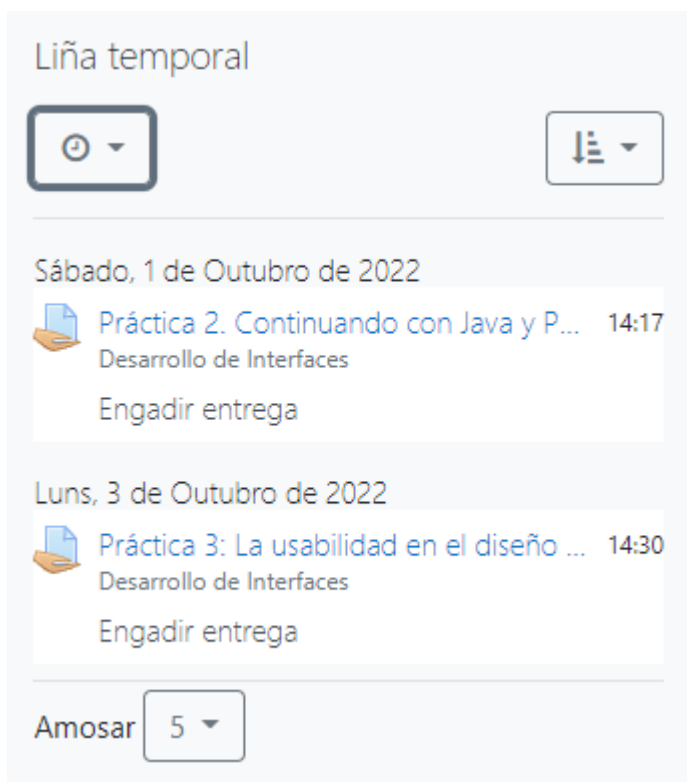 Liña temporal
Sábado, 1 de Outubro de 2022
Práctica 2. Continuando con Java y P... 14:17
Desarrollo de Interfaces
Engadir entrega
Luns, 3 de Outubro de 2022
Práctica 3: La usabilidad en el diseño ... 14:30
Desarrollo de Interfaces
Engadir entrega
Amosar 5